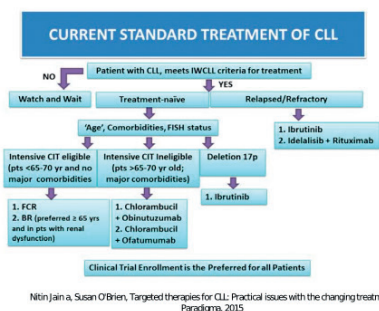 CURRENT STANDARD TREATMENT OF CLL
Patient with CLL, meets IWCLL criteria for treatment
NO
YES
Watch and Wait
Treatment-naïve
Relapsed/Refractory
'Age', Comorbidities, FISH status
1. Ibrutinib
2. Idelalisib + Rituximab
Intensive CIT eligible
(pts <65-70 yr and no
major comorbidities
Intensive CIT Ineligible
(pts >65-70 yr old;
major comorbidities)
Deletion 17p
1. Ibrutinib
1. FCR
2. BR (preferred ≥ 65 yrs
and in pts with renal
dysfunction)
1. Chlorambucil
+ Obinutuzumab
2. Chlorambucil
+ Ofatumumab
Clinical Trial Enrollment is the Preferred for all Patients
Nitin Jain a, Susan O'Brien, Targeted therapies for CLL: Practical issues with the changing treatm
Paradigm, 2015